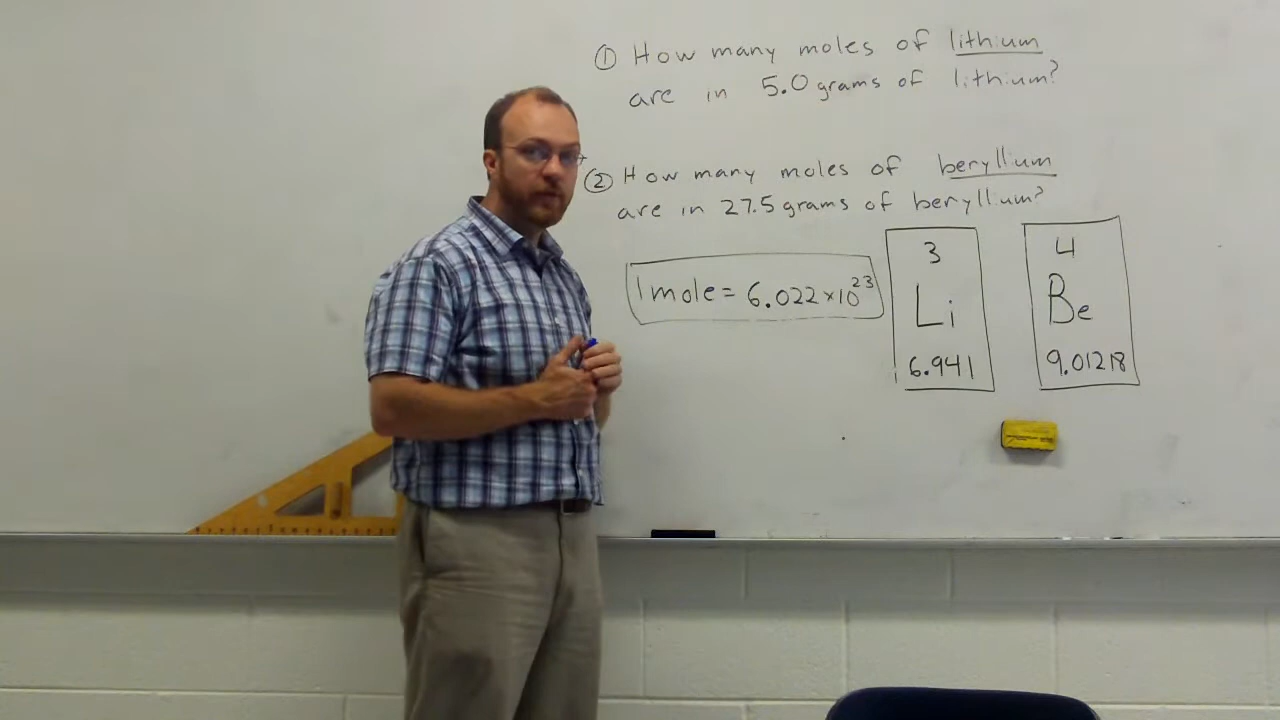 ① How many moles of lithium
are in 5.0 grams of lithium?
② How many moles of beryllium
are in 27.5 grams of beryllium?
1 mole = 6.022×10²³
3
Li
6.941
4
Be
9.01218